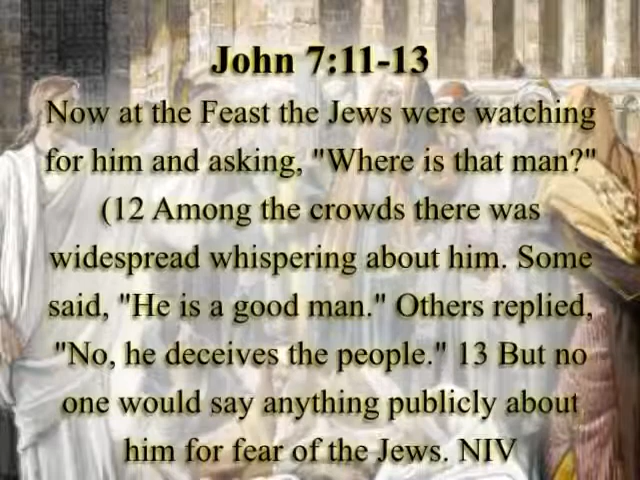 John 7:11-13
Now at the Feast the Jews were watching
for him and asking, "Where is that man?"
(12 Among the crowds there was
widespread whispering about him. Some
said, "He is a good man." Others replied,
"No, he deceives the people." 13 But no
one would say anything publicly about
him for fear of the Jews. NIV